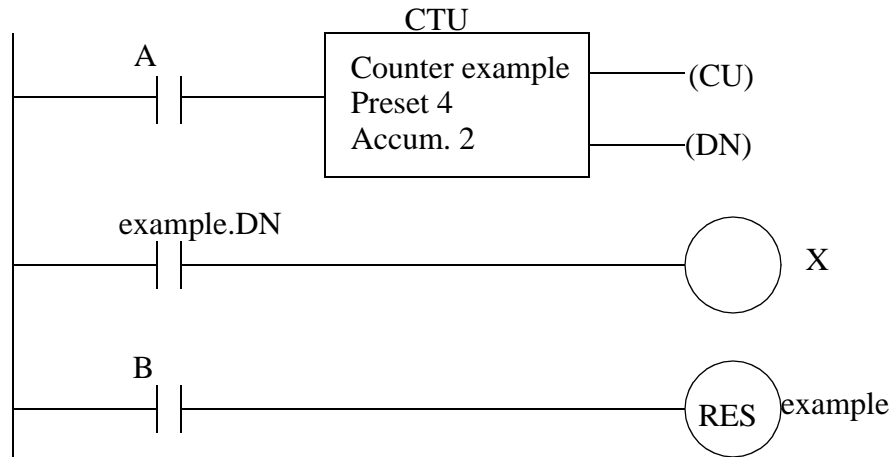 CTU
A
Counter example
Preset 4
Accum. 2
(CU)
(DN)
example.DN
X
B
RES
example